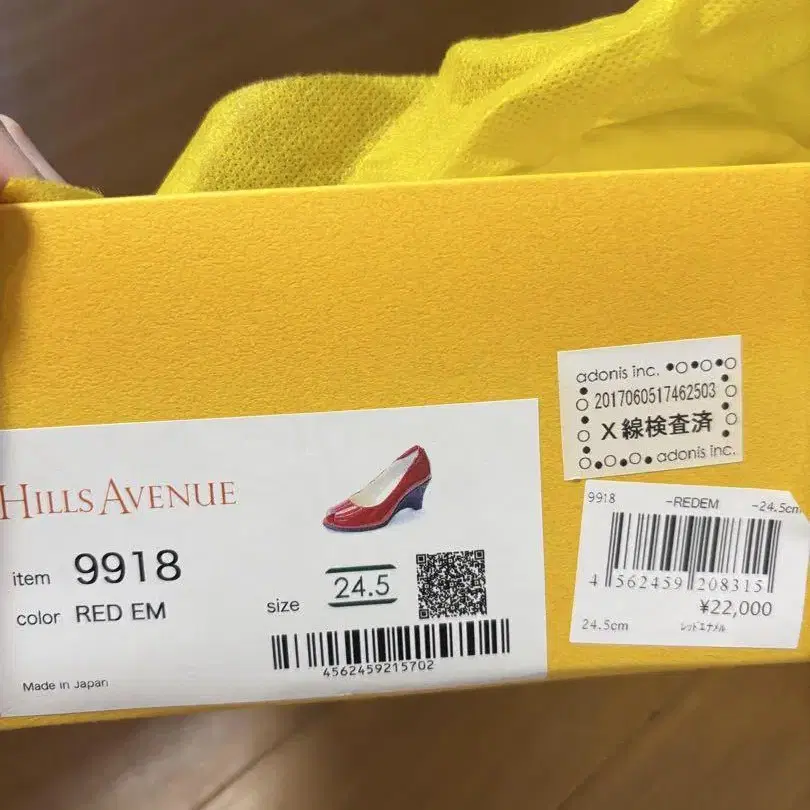 adonis inc.
2017060517462503
X線検査済
adonis inc.
HILLS AVENUE
item 9918
color RED EM
size 24.5
4562459215702
Made in Japan
9918 -REDEM -24.5cm
4 562459 208315
¥22,000
24.5cm レッドエナメル